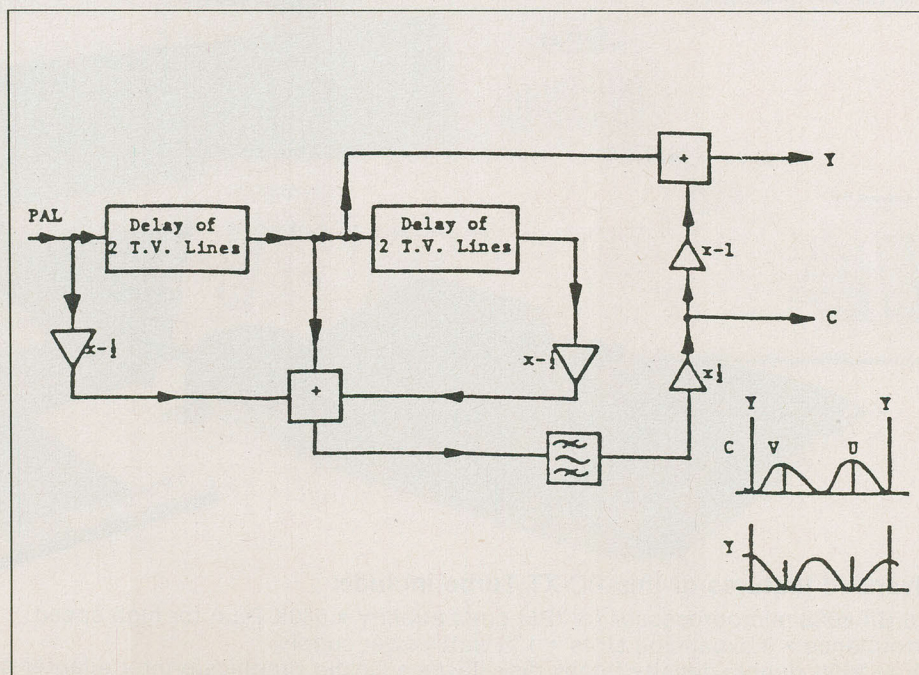 PAL
Delay of
2 T.V. Lines
Delay of
2 T.V. Lines
+
Y
x-1
C
x-½
x-½
+
x½
Y Y
C V U
Y